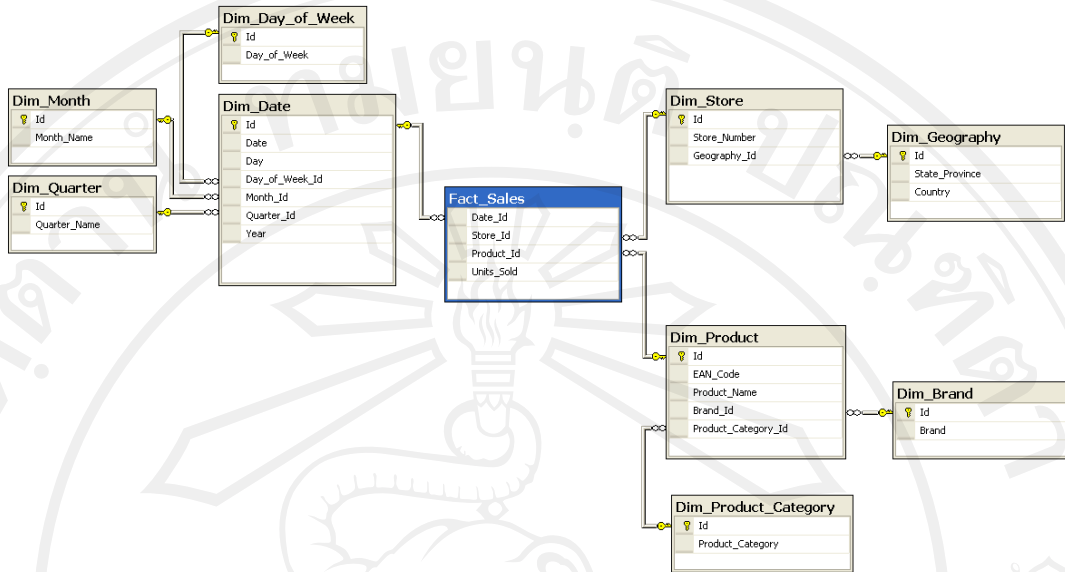 Dim_Day_of_Week
Id
Day_of_Week
Dim_Month
Id
Month_Name
Dim_Quarter
Id
Quarter_Name
Dim_Date
Id
Date
Day
Day_of_Week_Id
Month_Id
Quarter_Id
Year
Fact_Sales
Date_Id
Store_Id
Product_Id
Units_Sold
Dim_Store
Id
Store_Number
Geography_Id
Dim_Geography
Id
State_Province
Country
Dim_Product
Id
EAN_Code
Product_Name
Brand_Id
Product_Category_Id
Dim_Brand
Id
Brand
Dim_Product_Category
Id
Product_Category